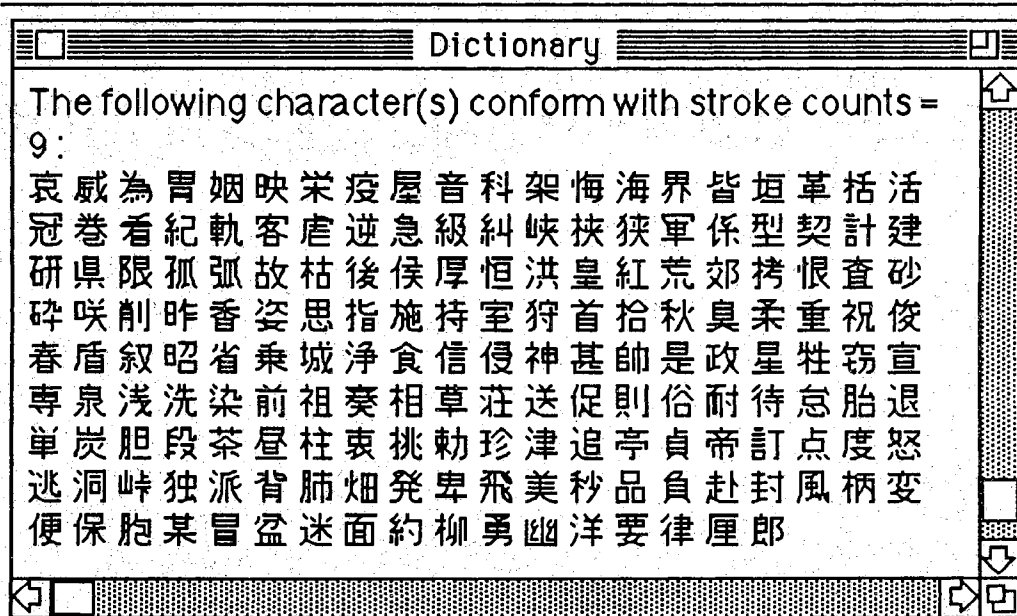 Dictionary
The following character(s) conform with stroke counts =
9 :
哀威為胃姻映栄疫屋音科架悔海界皆垣革括活
冠巻看紀軌客虐逆急級糾峡挟狭軍係型契計建
研県限孤弧故枯後侯厚恒洪皇紅荒郊拷恨査砂
砕咲削昨香姿思指施持室狩首拾秋臭柔重祝俊
春盾叙昭省乗城浄食信侵神甚帥是政星牲窃宣
専泉浅洗染前祖奏相草荘送促則俗耐待怠胎退
単炭胆段茶昼柱衷挑勅珍津追亭貞帝訂点度怒
逃洞峠独派背肺畑発卑飛美秒品負赴封風柄変
便保胞某冒盆迷面約柳勇幽洋要律厘郎